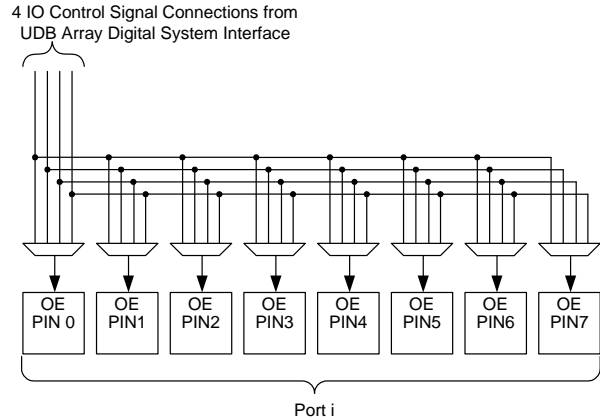 4 IO Control Signal Connections from
UDB Array Digital System Interface
OE
PIN 0
OE
PIN1
OE
PIN2
OE
PIN3
OE
PIN4
OE
PIN5
OE
PIN6
OE
PIN7
Port i